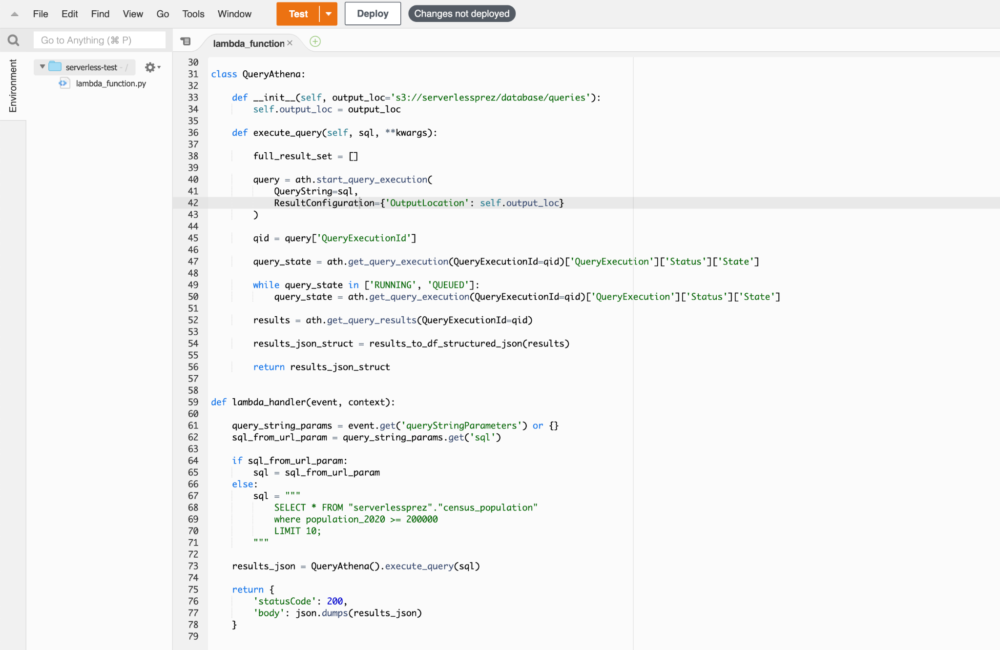 File Edit Find View Go Tools Window Test Deploy Changes not deployed
Go to Anything (⌘ P)
lambda_function ×
Environment
serverless-test - /
lambda_function.py
30
31 class QueryAthena:
32
33     def __init__(self, output_loc='s3://serverlessprez/database/queries'):
34         self.output_loc = output_loc
35
36     def execute_query(self, sql, **kwargs):
37
38         full_result_set = []
39
40         query = ath.start_query_execution(
41             QueryString=sql,
42             ResultConfiguration={'OutputLocation': self.output_loc}
43         )
44
45         qid = query['QueryExecutionId']
46
47         query_state = ath.get_query_execution(QueryExecutionId=qid)['QueryExecution']['Status']['State']
48
49         while query_state in ['RUNNING', 'QUEUED']:
50             query_state = ath.get_query_execution(QueryExecutionId=qid)['QueryExecution']['Status']['State']
51
52         results = ath.get_query_results(QueryExecutionId=qid)
53
54         results_json_struct = results_to_df_structured_json(results)
55
56         return results_json_struct
57
58
59 def lambda_handler(event, context):
60
61     query_string_params = event.get('queryStringParameters') or {}
62     sql_from_url_param = query_string_params.get('sql')
63
64     if sql_from_url_param:
65         sql = sql_from_url_param
66     else:
67         sql = """
68             SELECT * FROM "serverlessprez"."census_population"
69             where population_2020 >= 200000
70             LIMIT 10;
71         """
72
73     results_json = QueryAthena().execute_query(sql)
74
75     return {
76         'statusCode': 200,
77         'body': json.dumps(results_json)
78     }
79